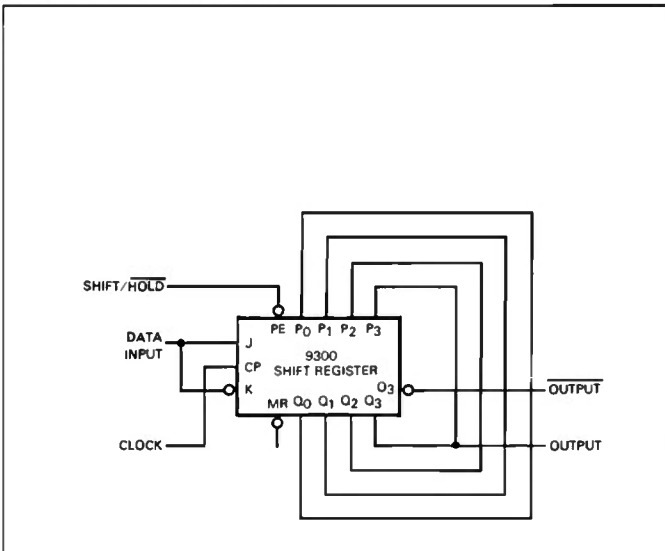 SHIFT/HOLD
PE P0 P1 P2 P3
DATA
INPUT
J
9300
SHIFT REGISTER
CP
K
Q3
OUTPUT
MR Q0 Q1 Q2 Q3
CLOCK
OUTPUT